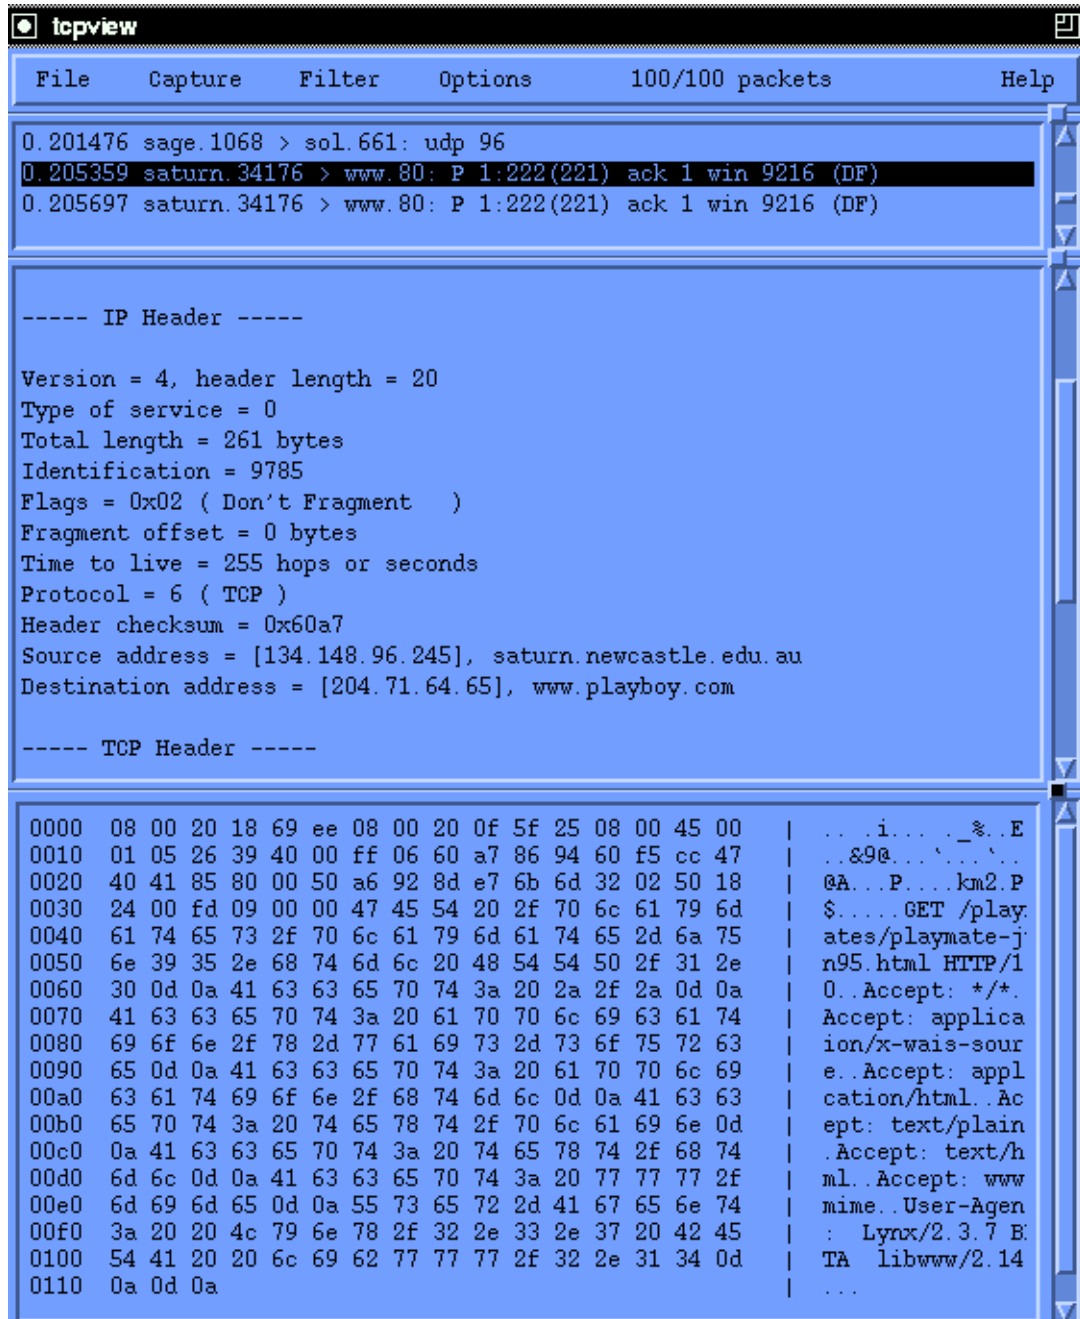 tcpview
File Capture Filter Options 100/100 packets Help
0.201476 sage.1068 > sol.661: udp 96
0.205359 saturn.34176 > www.80: P 1:222(221) ack 1 win 9216 (DF)
0.205697 saturn.34176 > www.80: P 1:222(221) ack 1 win 9216 (DF)
----- IP Header -----
Version = 4, header length = 20
Type of service = 0
Total length = 261 bytes
Identification = 9785
Flags = 0x02 ( Don't Fragment   )
Fragment offset = 0 bytes
Time to live = 255 hops or seconds
Protocol = 6 ( TCP )
Header checksum = 0x60a7
Source address = [134.148.96.245], saturn.newcastle.edu.au
Destination address = [204.71.64.65], www.playboy.com
----- TCP Header -----
0000  08 00 20 18 69 ee 08 00 20 0f 5f 25 08 00 45 00   |  .. .i... ._%..E
0010  01 05 26 39 40 00 ff 06 60 a7 86 94 60 f5 cc 47   |  ..&9@...`...`..
0020  40 41 85 80 00 50 a6 92 8d e7 6b 6d 32 02 50 18   |  @A...P....km2.P
0030  24 00 fd 09 00 00 47 45 54 20 2f 70 6c 61 79 6d   |  $.....GET /play
0040  61 74 65 73 2f 70 6c 61 79 6d 61 74 65 2d 6a 75   |  ates/playmate-j
0050  6e 39 35 2e 68 74 6d 6c 20 48 54 54 50 2f 31 2e   |  n95.html HTTP/1
0060  30 0d 0a 41 63 63 65 70 74 3a 20 2a 2f 2a 0d 0a   |  0..Accept: */*.
0070  41 63 63 65 70 74 3a 20 61 70 70 6c 69 63 61 74   |  Accept: applica
0080  69 6f 6e 2f 78 2d 77 61 69 73 2d 73 6f 75 72 63   |  ion/x-wais-sour
0090  65 0d 0a 41 63 63 65 70 74 3a 20 61 70 70 6c 69   |  e..Accept: appl
00a0  63 61 74 69 6f 6e 2f 68 74 6d 6c 0d 0a 41 63 63   |  cation/html..Ac
00b0  65 70 74 3a 20 74 65 78 74 2f 70 6c 61 69 6e 0d   |  ept: text/plain
00c0  0a 41 63 63 65 70 74 3a 20 74 65 78 74 2f 68 74   |  .Accept: text/h
00d0  6d 6c 0d 0a 41 63 63 65 70 74 3a 20 77 77 77 2f   |  ml..Accept: www
00e0  6d 69 6d 65 0d 0a 55 73 65 72 2d 41 67 65 6e 74   |  mime..User-Agen
00f0  3a 20 20 4c 79 6e 78 2f 32 2e 33 2e 37 20 42 45   |  :  Lynx/2.3.7 B
0100  54 41 20 20 6c 69 62 77 77 77 2f 32 2e 31 34 0d   |  TA  libwww/2.14
0110  0a 0d 0a   |  ...